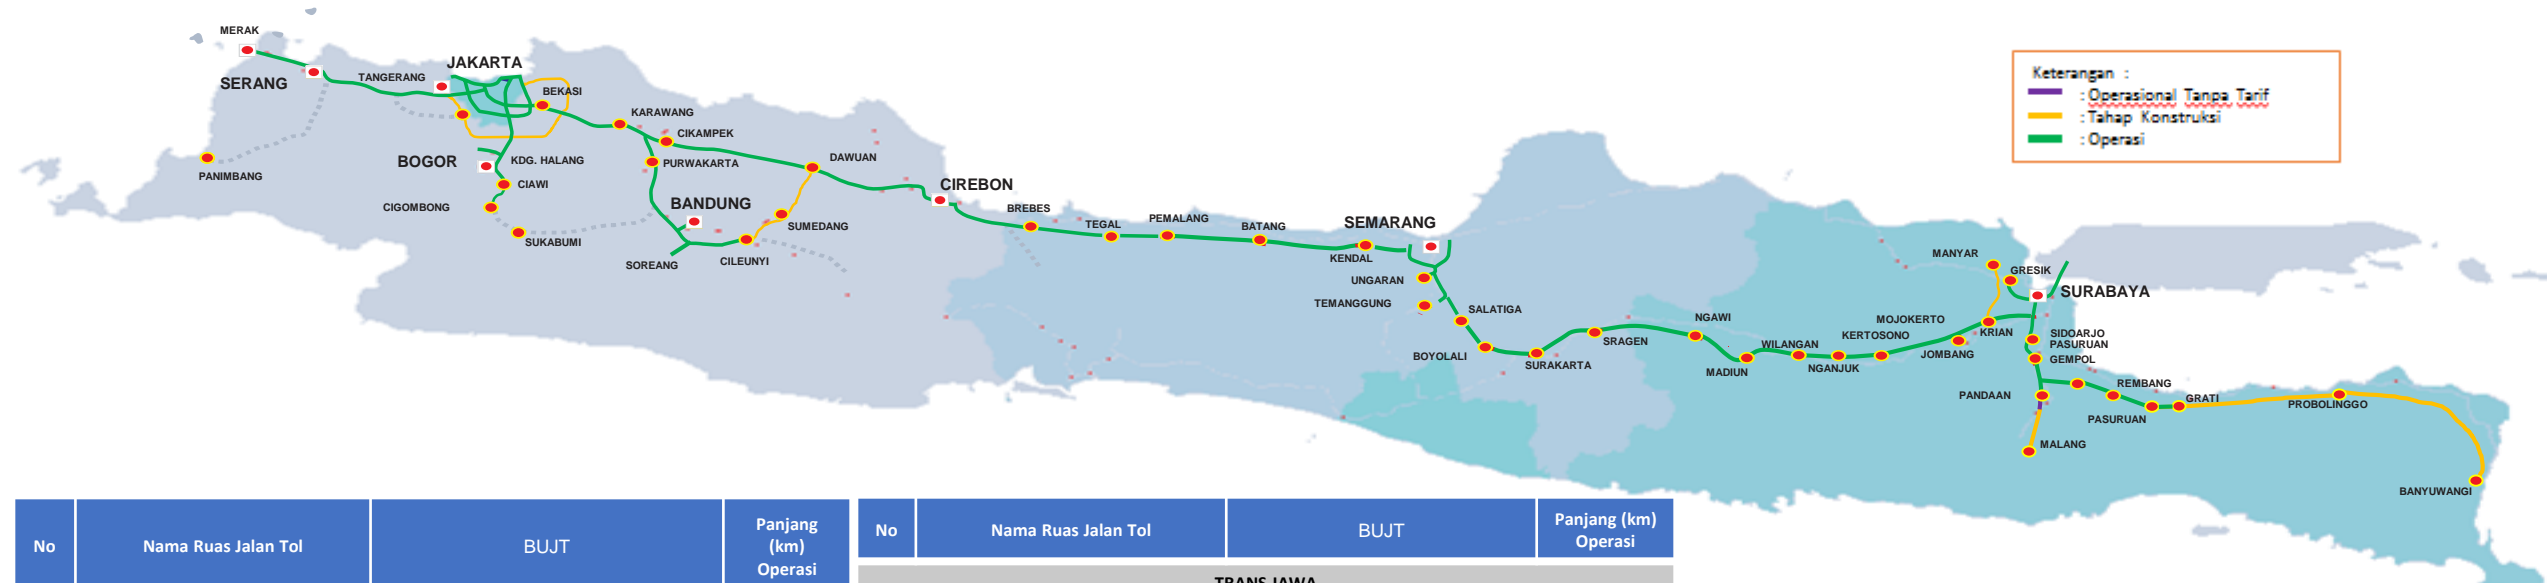 MERAK
SERANG
TANGERANG
JAKARTA
BEKASI
KARAWANG
CIKAMPEK
PURWAKARTA
DAWUAN
BOGOR
KDG. HALANG
CIAWI
CIGOMBONG
SUKABUMI
PANIMBANG
BANDUNG
SUMEDANG
SOREANG
CILEUNYI
CIREBON
BREBES
TEGAL
PEMALANG
BATANG
SEMARANG
KENDAL
UNGARAN
TEMANGGUNG
SALATIGA
BOYOLALI
SURAKARTA
SRAGEN
NGAWI
MADIUN
WILANGAN
NGANJUK
KERTOSONO
MOJOKERTO
JOMBANG
KRIAN
MANYAR
GRESIK
SURABAYA
SIDOARJO
PASURUAN
GEMPOL
PANDAAN
MALANG
REMBANG
PASURUAN
GRATI
PROBOLINGGO
BANYUWANGI
Keterangan :
: Operasional Tanpa Tarif
: Tahap Konstruksi
: Operasi
No
Nama Ruas Jalan Tol
BUJT
Panjang
(km)
Operasi
No
Nama Ruas Jalan Tol
BUJT
Panjang (km)
Operasi
TRANS JAWA